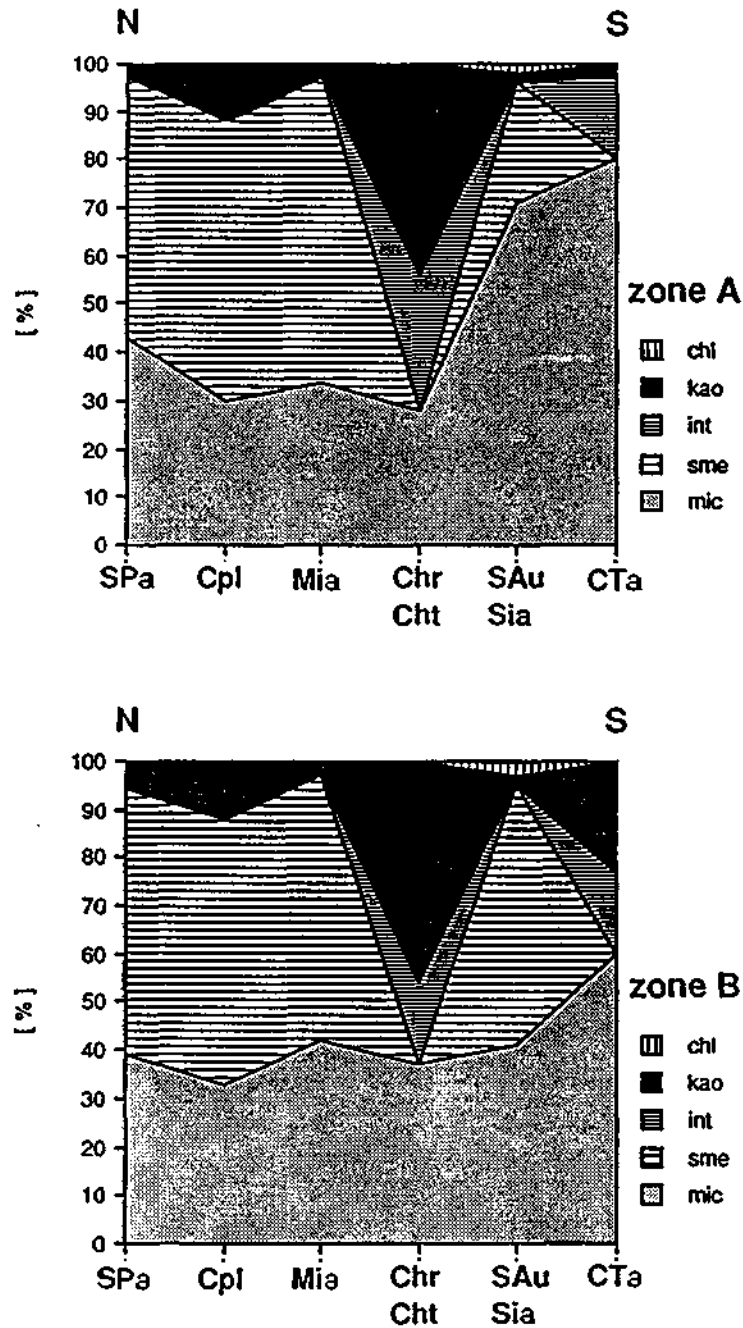 N S
100
90
80
70
60
50
40
30
20
10
0
[%]
SPa Cpl Mia Chr SAu CTa
Cht Sia
zone A
chl
kao
int
sme
mic
N S
100
90
80
70
60
50
40
30
20
10
0
[%]
SPa Cpl Mia Chr SAu CTa
Cht Sia
zone B
chl
kao
int
sme
mic